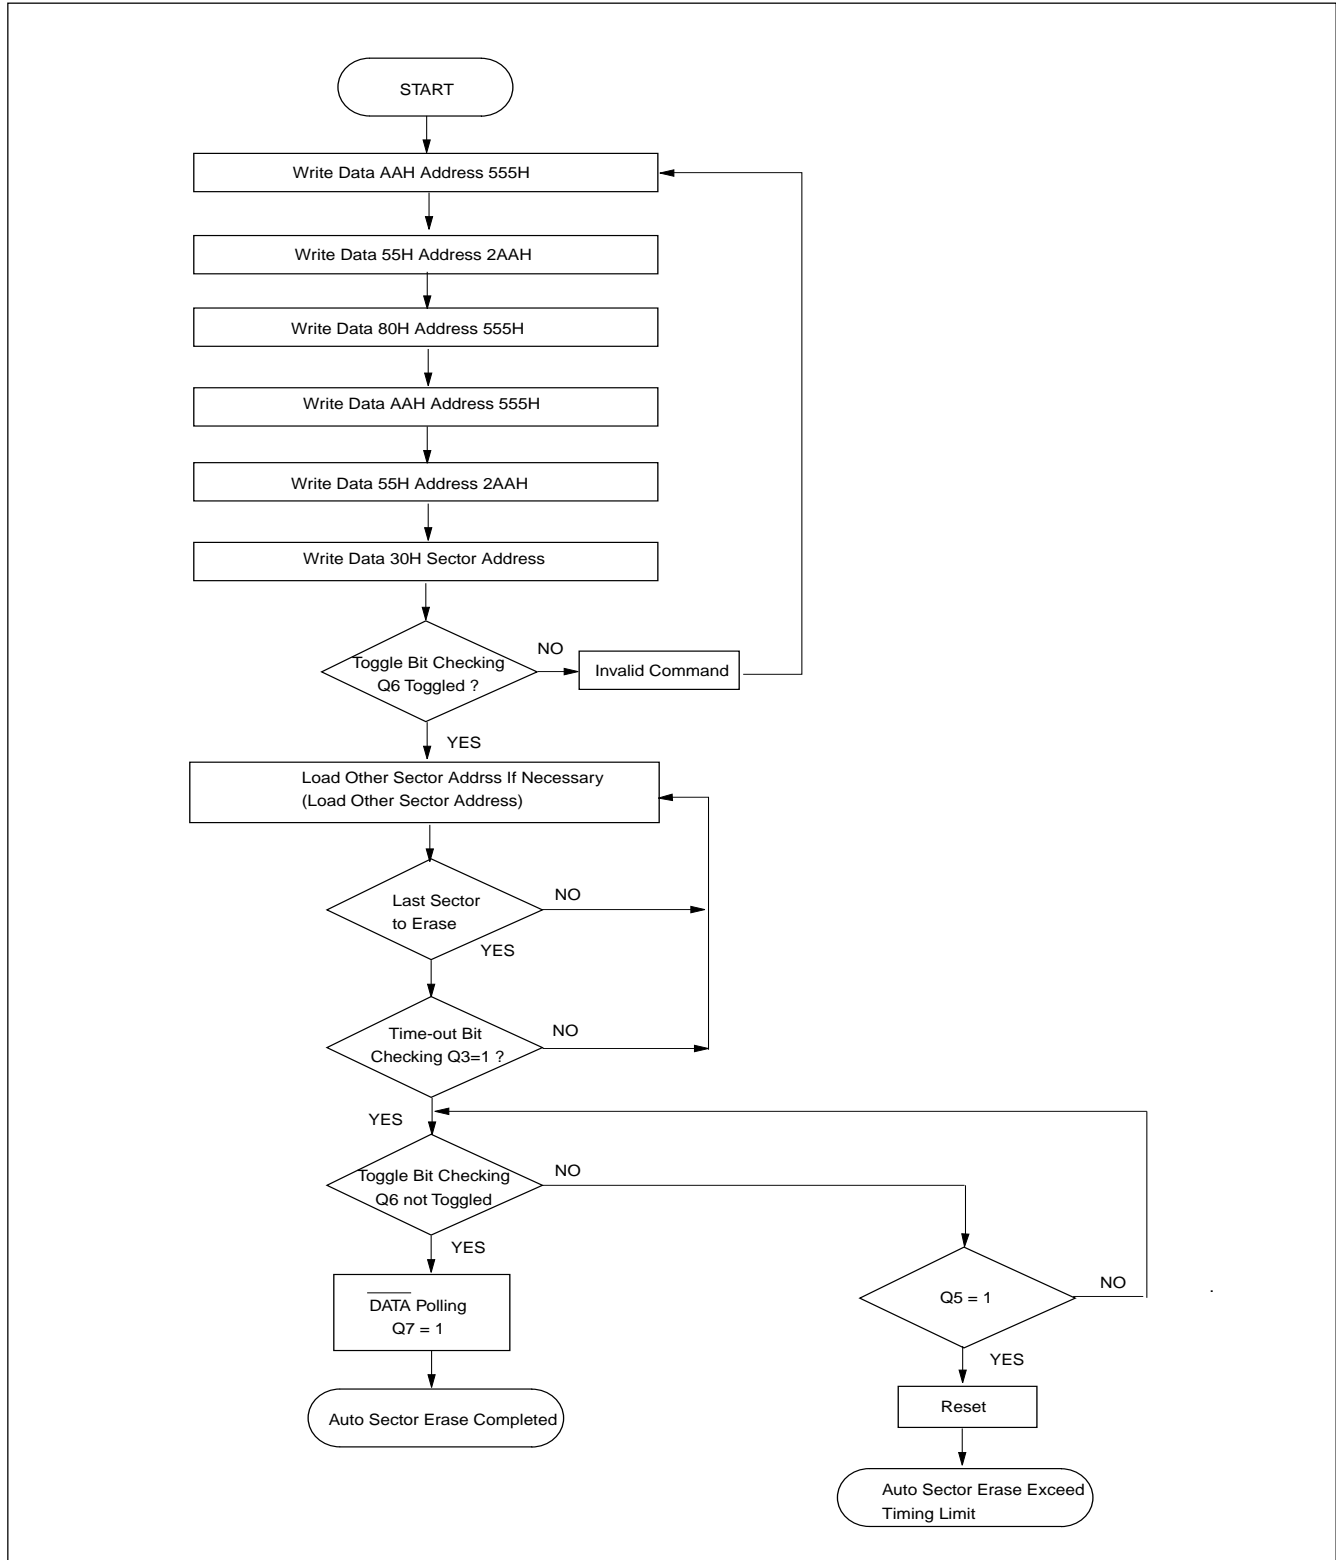 START
Write Data AAH Address 555H
Write Data 55H Address 2AAH
Write Data 80H Address 555H
Write Data AAH Address 555H
Write Data 55H Address 2AAH
Write Data 30H Sector Address
Toggle Bit Checking
Q6 Toggled ?
NO
Invalid Command
YES
Load Other Sector Addrss If Necessary
(Load Other Sector Address)
Last Sector
to Erase
NO
YES
Time-out Bit
Checking Q3=1 ?
NO
YES
Toggle Bit Checking
Q6 not Toggled
NO
YES
DATA Polling
Q7 = 1
Q5 = 1
NO
YES
Auto Sector Erase Completed
Reset
Auto Sector Erase Exceed
Timing Limit